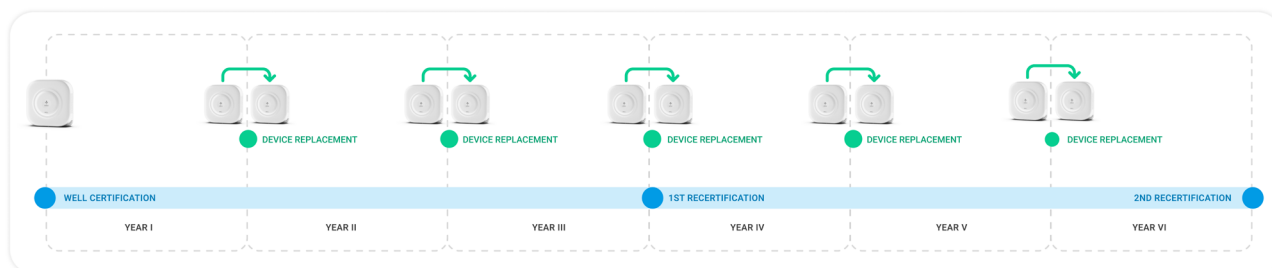 DEVICE REPLACEMENT
DEVICE REPLACEMENT
DEVICE REPLACEMENT
DEVICE REPLACEMENT
DEVICE REPLACEMENT
WELL CERTIFICATION
1ST RECERTIFICATION
2ND RECERTIFICATION
YEAR I
YEAR II
YEAR III
YEAR IV
YEAR V
YEAR VI